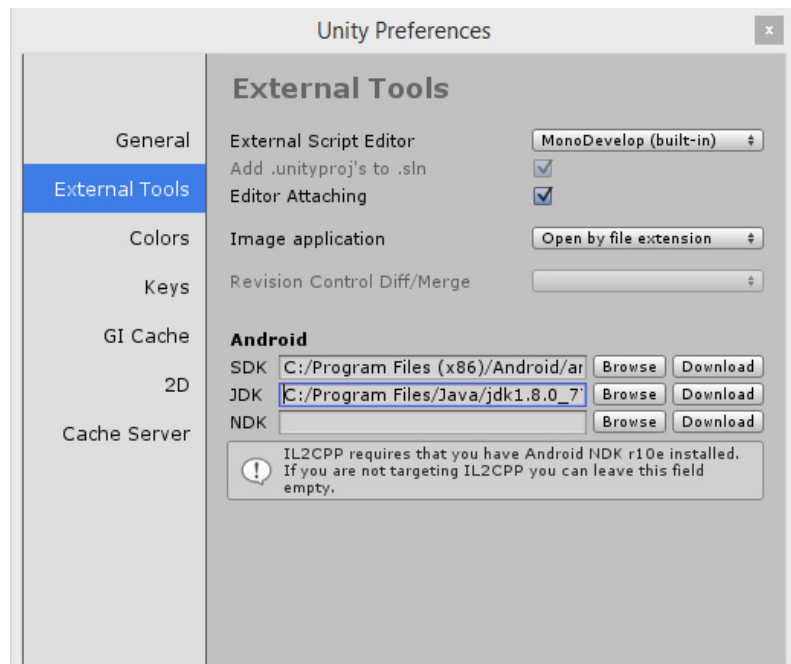 Unity Preferences
x
External Tools
General
External Tools
Colors
Keys
GI Cache
2D
Cache Server
External Script Editor MonoDevelop (built-in)
Add .unityproj's to .sln
Editor Attaching
Image application Open by file extension
Revision Control Diff/Merge
Android
SDK C:/Program Files (x86)/Android/ar Browse Download
JDK C:/Program Files/Java/jdk1.8.0_7 Browse Download
NDK Browse Download
IL2CPP requires that you have Android NDK r10e installed.
If you are not targeting IL2CPP you can leave this field
empty.